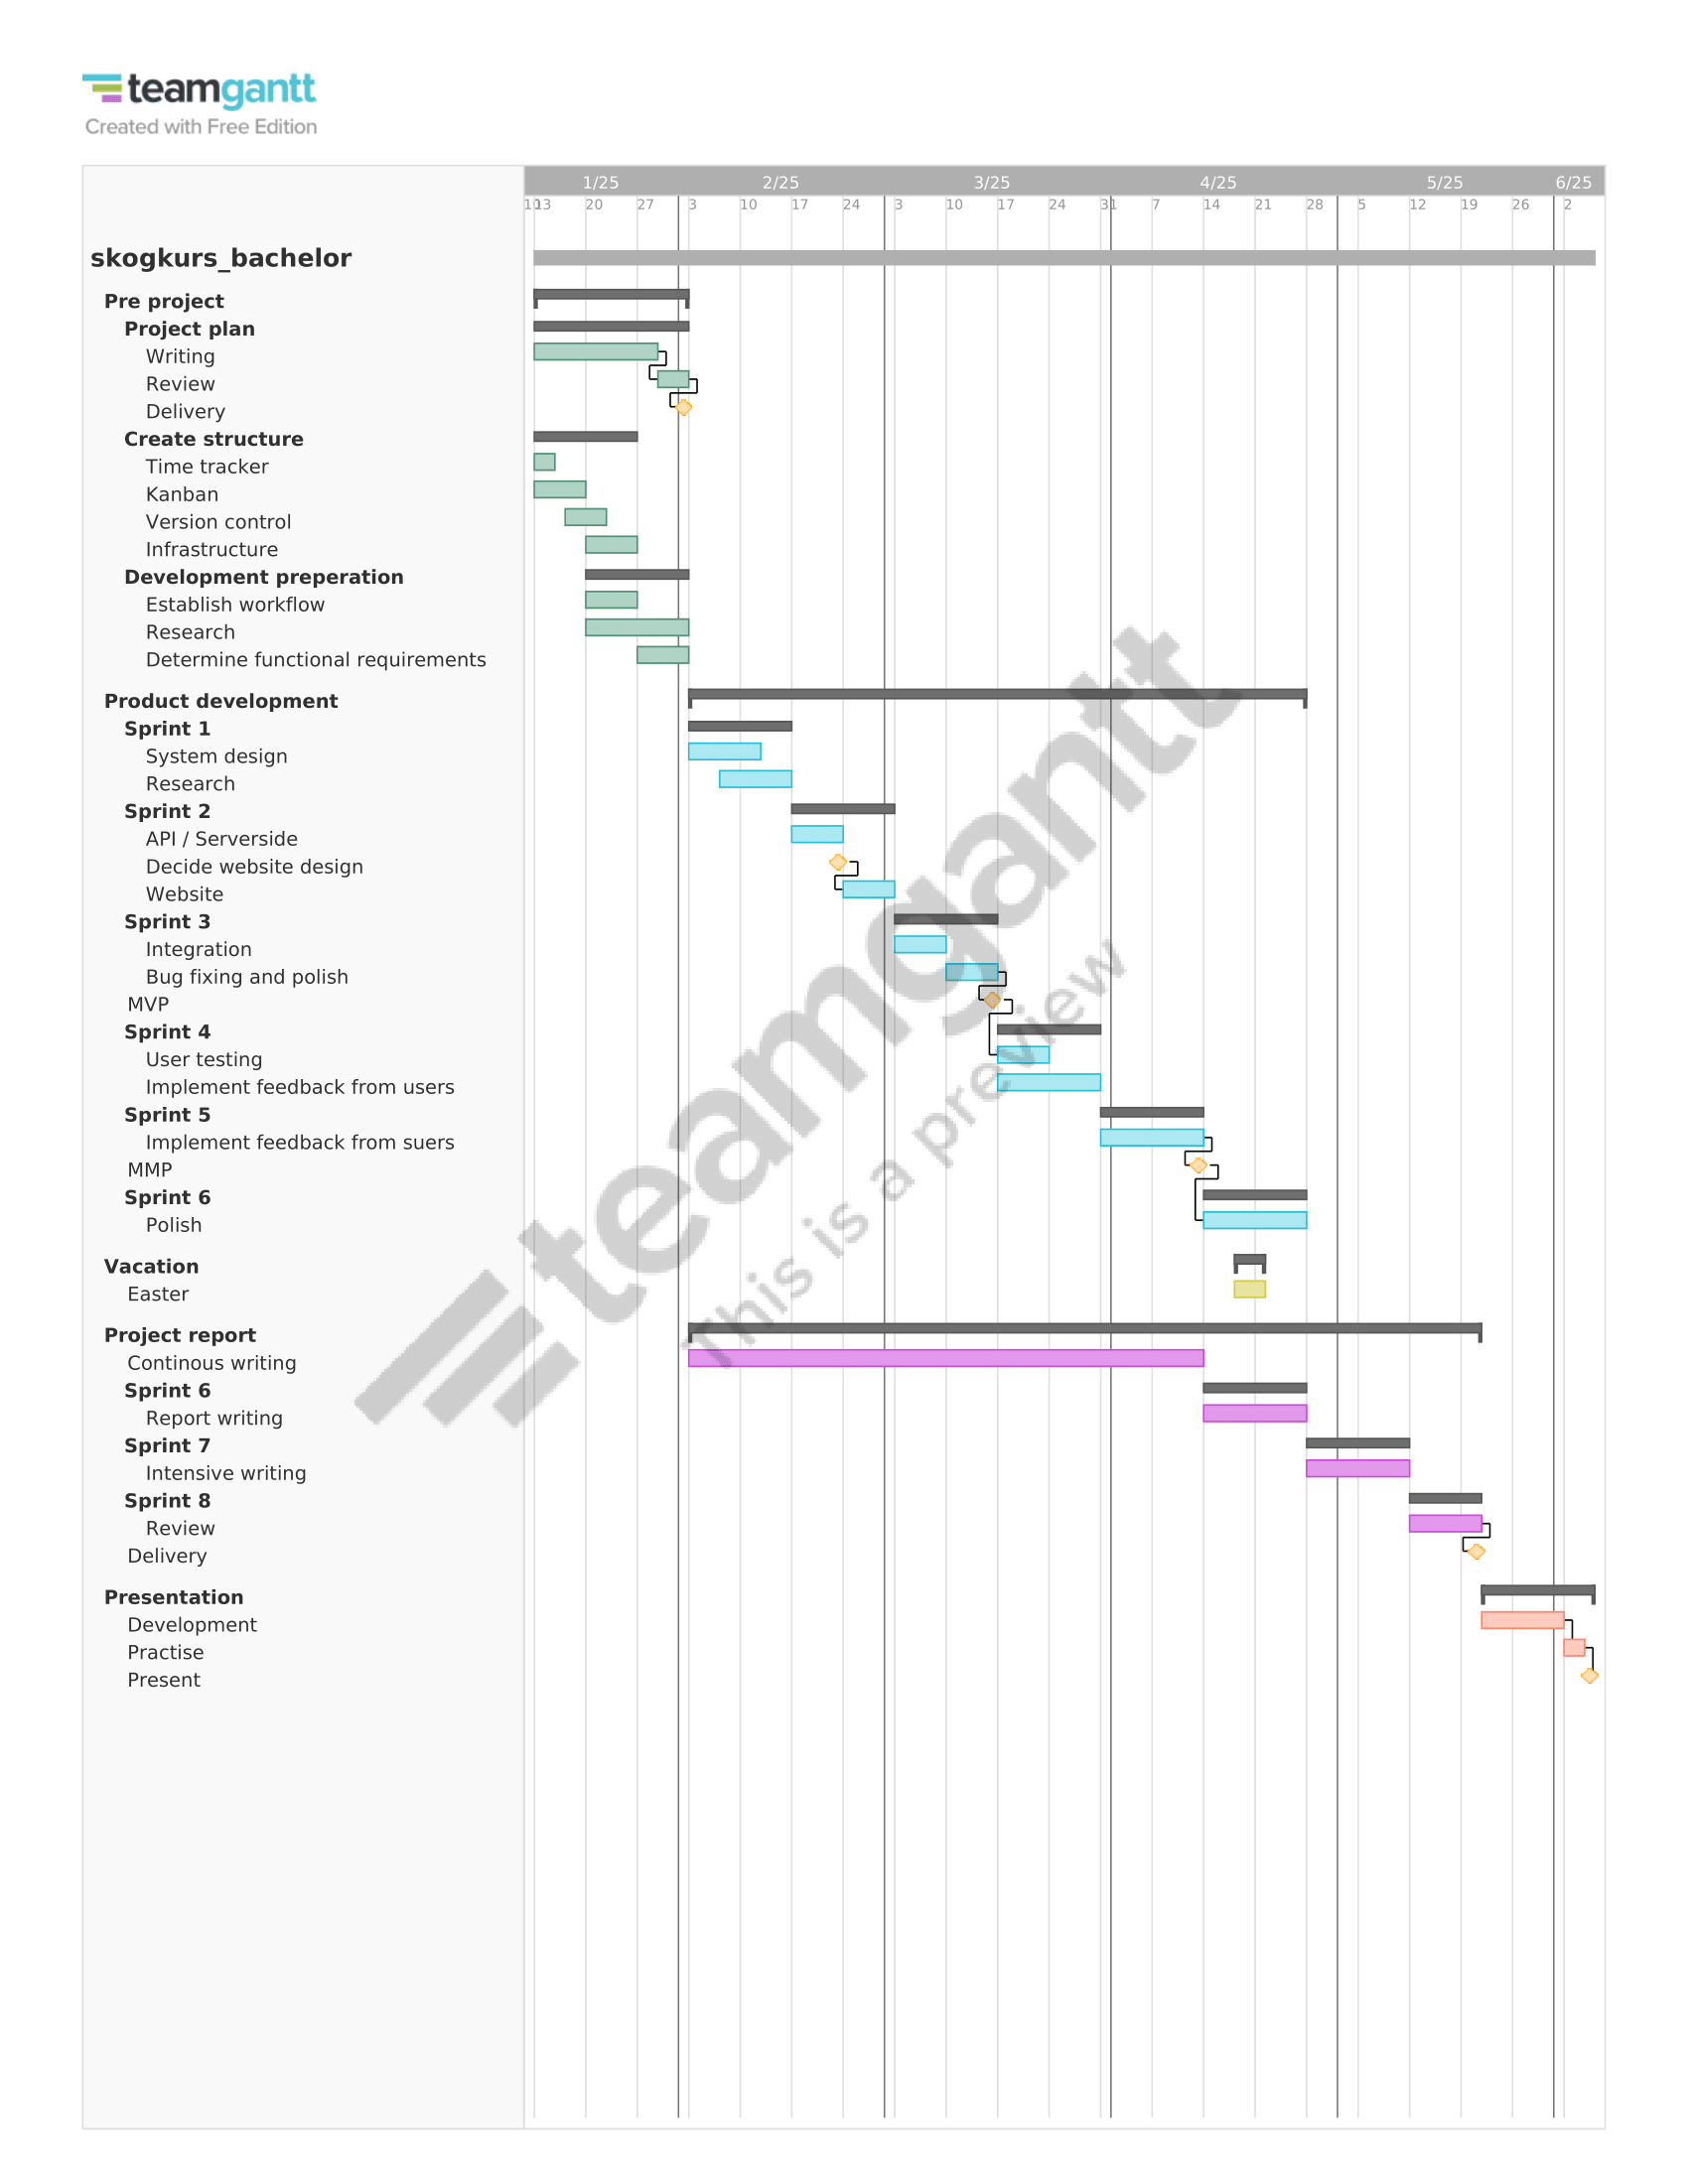 teamgantt
Created with Free Edition
1/25 2/25 3/25 4/25 5/25 6/25
13 20 27 3 10 17 24 3 10 17 24 31 7 14 21 28 5 12 19 26 2
skogkurs_bachelor
Pre project
Project plan
Writing
Review
Delivery
Create structure
Time tracker
Kanban
Version control
Infrastructure
Development preperation
Establish workflow
Research
Determine functional requirements
Product development
Sprint 1
System design
Research
Sprint 2
API / Serverside
Decide website design
Website
Sprint 3
Integration
Bug fixing and polish
MVP
Sprint 4
User testing
Implement feedback from users
Sprint 5
Implement feedback from suers
MMP
Sprint 6
Polish
Vacation
Easter
Project report
Continous writing
Sprint 6
Report writing
Sprint 7
Intensive writing
Sprint 8
Review
Delivery
Presentation
Development
Practise
Present
teamgantt
This is a preview